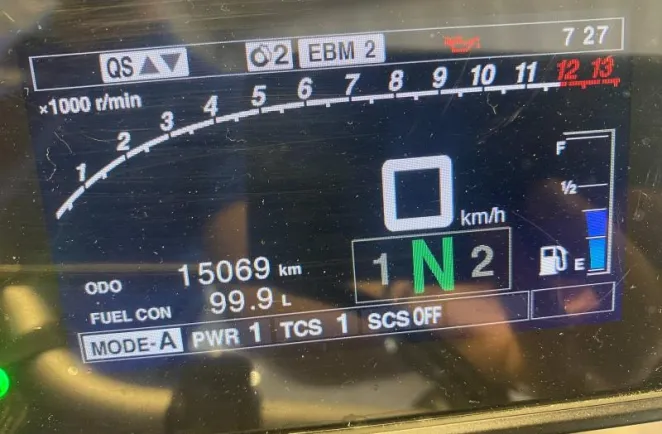 QS 2 EBM 2 7 27
×1000 r/min
1 2 3 4 5 6 7 8 9 10 11 12 13
F
1/2
E
0 km/h
1 N 2
ODO 15069 km
FUEL CON 99.9 L
MODE-A PWR 1 TCS 1 SCS OFF